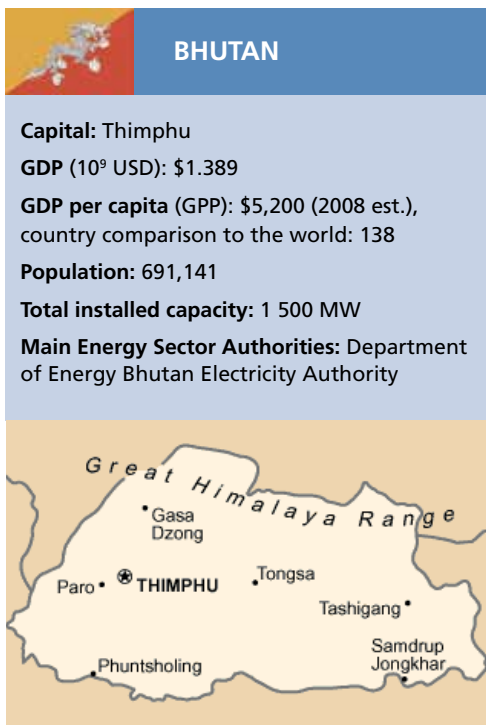 BHUTAN
Capital: Thimphu
GDP (10⁹ USD): $1.389
GDP per capita (GPP): $5,200 (2008 est.),
country comparison to the world: 138
Population: 691,141
Total installed capacity: 1 500 MW
Main Energy Sector Authorities: Department
of Energy Bhutan Electricity Authority
Great Himalaya Range
Gasa
Dzong
Paro
THIMPHU
Tongsa
Tashigang
Samdrup
Jongkhar
Phuntsholing